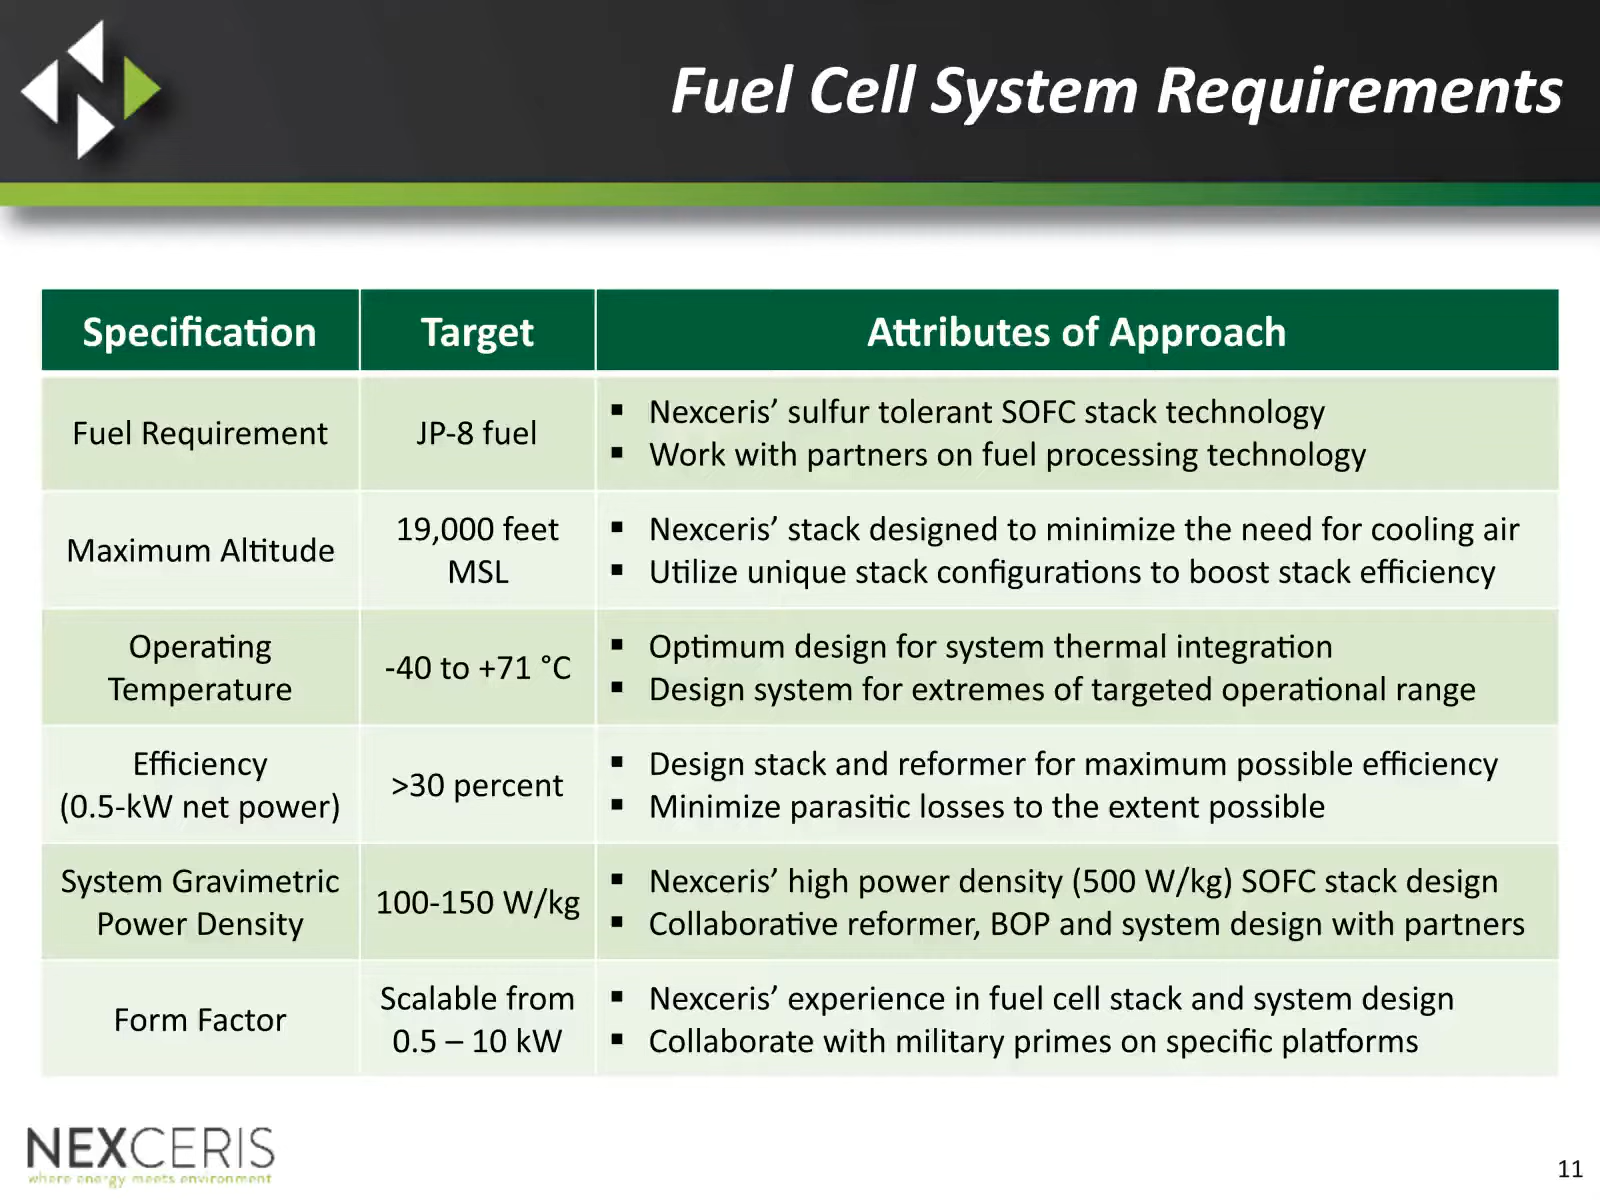 Fuel Cell System Requirements
Specification
Target
Attributes of Approach
Fuel Requirement
JP-8 fuel
▪ Nexceris’ sulfur tolerant SOFC stack technology
▪ Work with partners on fuel processing technology
Maximum Altitude
19,000 feet
MSL
▪ Nexceris’ stack designed to minimize the need for cooling air
▪ Utilize unique stack configurations to boost stack efficiency
Operating
Temperature
-40 to +71 °C
▪ Optimum design for system thermal integration
▪ Design system for extremes of targeted operational range
Efficiency
(0.5-kW net power)
>30 percent
▪ Design stack and reformer for maximum possible efficiency
▪ Minimize parasitic losses to the extent possible
System Gravimetric
Power Density
100-150 W/kg
▪ Nexceris’ high power density (500 W/kg) SOFC stack design
▪ Collaborative reformer, BOP and system design with partners
Form Factor
Scalable from
0.5 – 10 kW
▪ Nexceris’ experience in fuel cell stack and system design
▪ Collaborate with military primes on specific platforms
NEXCERIS
where energy meets environment
11